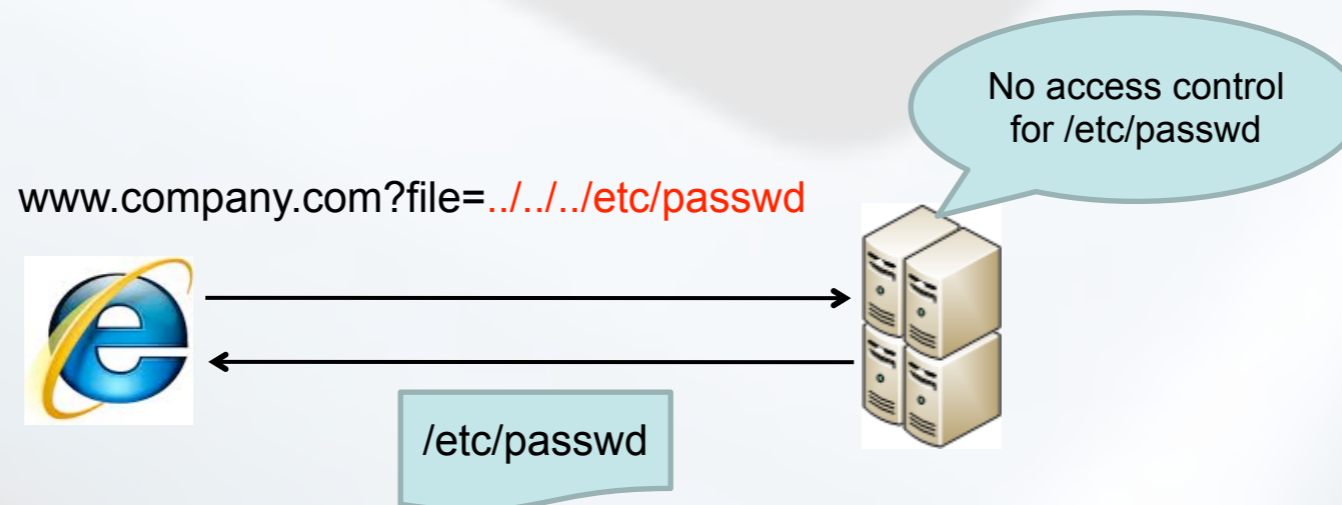 No access control
for /etc/passwd
www.company.com?file=../../../etc/passwd
/etc/passwd